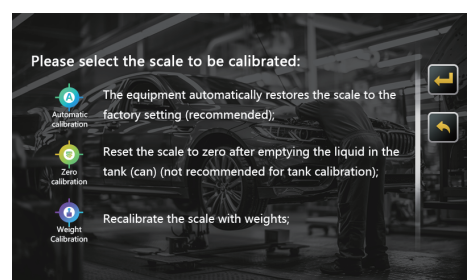 Please select the scale to be calibrated:
A
Automatic
calibration
The equipment automatically restores the scale to the
factory setting (recommended);
Zero
calibration
Reset the scale to zero after emptying the liquid in the
tank (can) (not recommended for tank calibration);
Weight
Calibration
Recalibrate the scale with weights;